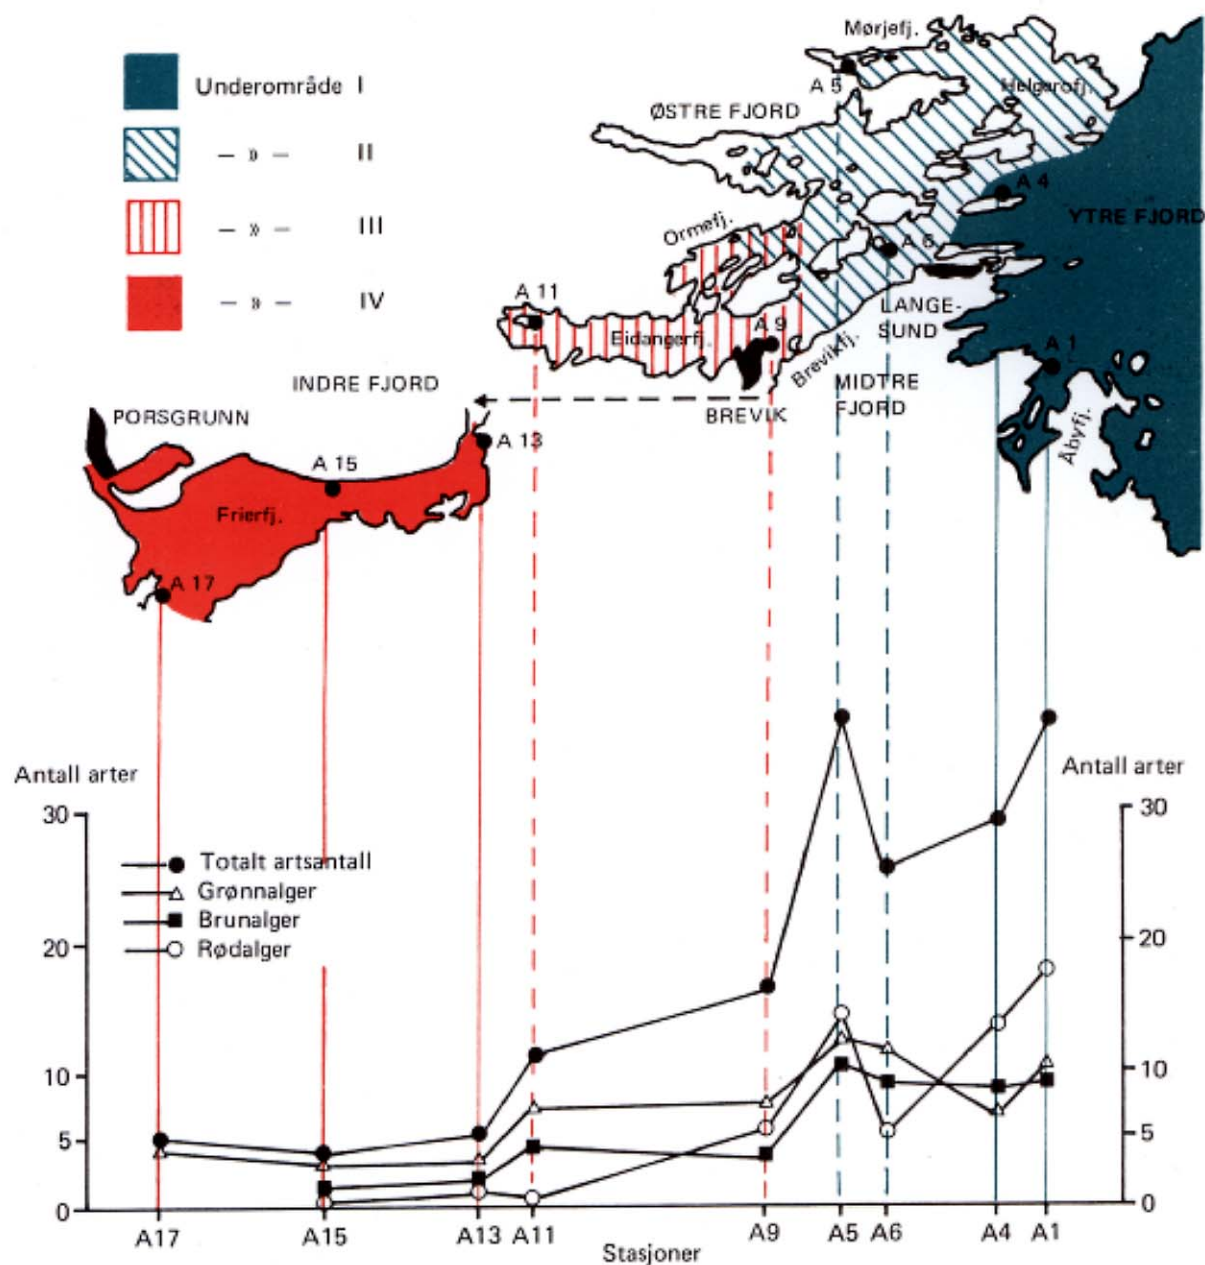 Underområde I
– » – II
– » – III
– » – IV
Mørjefj.
A 5
Helgerofj.
ØSTRE FJORD
A 4
YTRE FJORD
Ormefj.
A 6
A 11
A 9
LANGE-
SUND
Eidangerfj.
Brevikfj.
A 1
INDRE FJORD
MIDTRE
FJORD
PORSGRUNN
BREVIK
Åbyfj.
A 13
A 15
Frierfj.
A 17
Antall arter
Antall arter
30
20
10
5
0
30
20
10
5
0
Totalt artsantall
Grønnalger
Brunalger
Rødalger
A17 A15 A13 A11 A9 A5 A6 A4 A1
Stasjoner